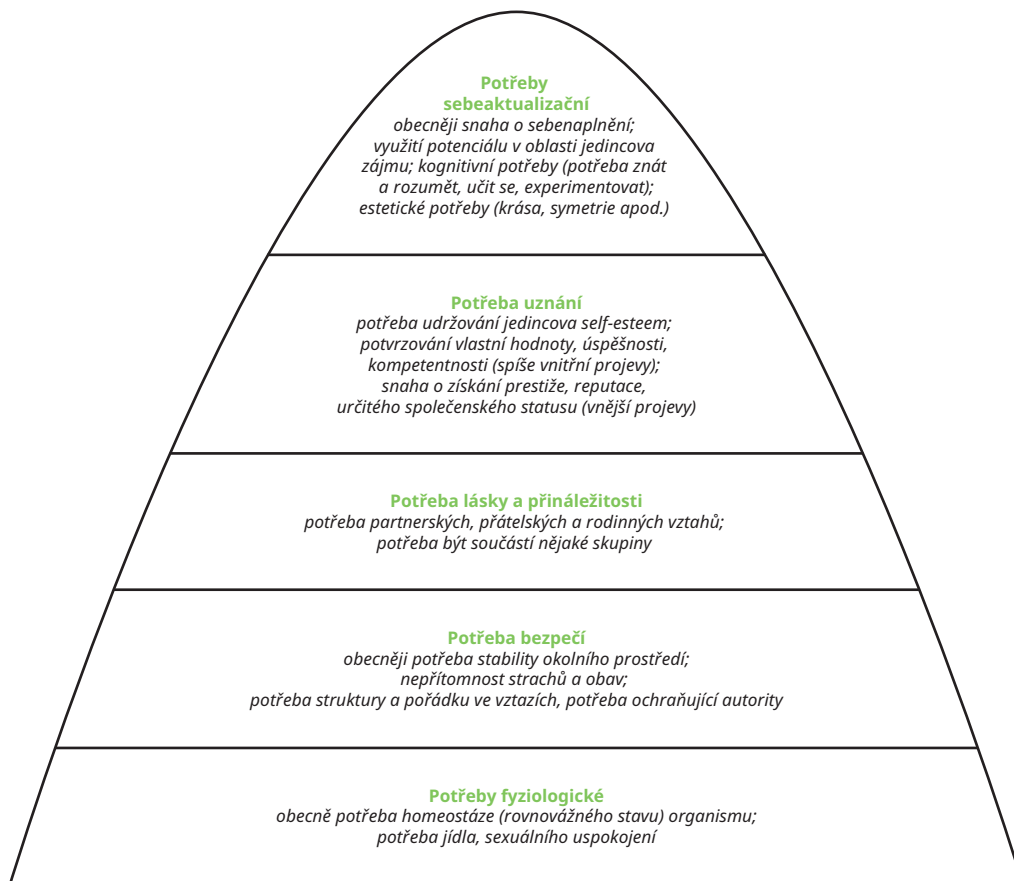 Potřeby
sebeaktualizační
obecněji snaha o sebenaplnění;
využití potenciálu v oblasti jedincova
zájmu; kognitivní potřeby (potřeba znát
a rozumět, učit se, experimentovat);
estetické potřeby (krása, symetrie apod.)
Potřeba uznání
potřeba udržování jedincova self-esteem;
potvrzování vlastní hodnoty, úspěšnosti,
kompetentnosti (spíše vnitřní projevy);
snaha o získání prestiže, reputace,
určitého společenského statusu (vnější projevy)
Potřeba lásky a přináležitosti
potřeba partnerských, přátelských a rodinných vztahů;
potřeba být součástí nějaké skupiny
Potřeba bezpečí
obecněji potřeba stability okolního prostředí;
nepřítomnost strachů a obav;
potřeba struktury a pořádku ve vztazích, potřeba ochraňující autority
Potřeby fyziologické
obecně potřeba homeostáze (rovnovážného stavu) organismu;
potřeba jídla, sexuálního uspokojení